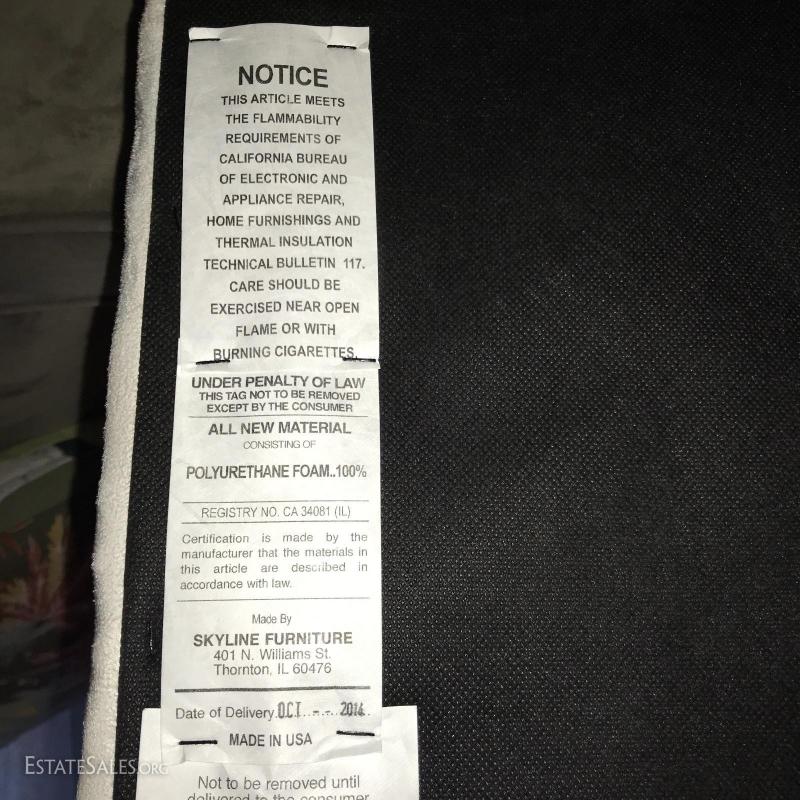 NOTICE
THIS ARTICLE MEETS
THE FLAMMABILITY
REQUIREMENTS OF
CALIFORNIA BUREAU
OF ELECTRONIC AND
APPLIANCE REPAIR,
HOME FURNISHINGS AND
THERMAL INSULATION
TECHNICAL BULLETIN 117.
CARE SHOULD BE
EXERCISED NEAR OPEN
FLAME OR WITH
BURNING CIGARETTES.
UNDER PENALTY OF LAW
THIS TAG NOT TO BE REMOVED
EXCEPT BY THE CONSUMER
ALL NEW MATERIAL
CONSISTING OF
POLYURETHANE FOAM..100%
REGISTRY NO. CA 34081 (IL)
Certification is made by the
manufacturer that the materials in
this article are described in
accordance with law.
Made By
SKYLINE FURNITURE
401 N. Williams St.
Thornton, IL 60476
Date of Delivery OCT -- 2014
MADE IN USA
Not to be removed until
delivered to the consumer
ESTATESALES.ORG